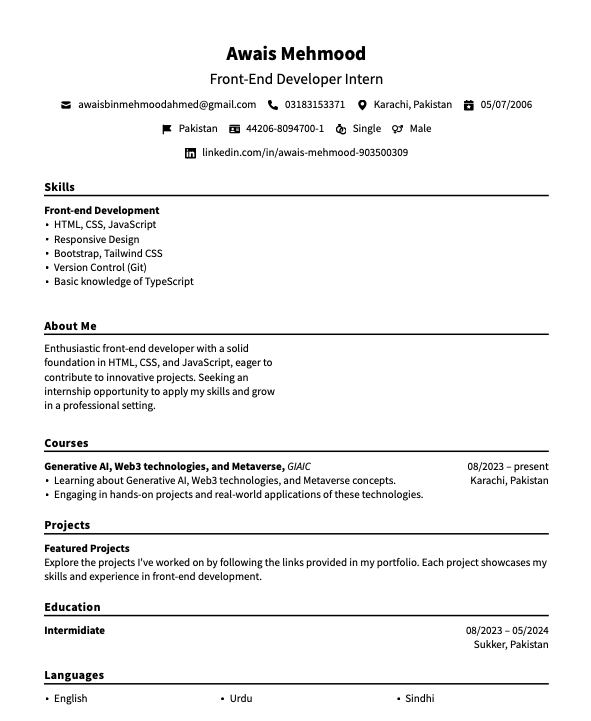 Awais Mehmood
Front-End Developer Intern
awaisbinmehmoodahmed@gmail.com 03183153371 Karachi, Pakistan 05/07/2006
Pakistan 44206-8094700-1 Single Male
linkedin.com/in/awais-mehmood-903500309
Skills
Front-end Development
• HTML, CSS, JavaScript
• Responsive Design
• Bootstrap, Tailwind CSS
• Version Control (Git)
• Basic knowledge of TypeScript
About Me
Enthusiastic front-end developer with a solid
foundation in HTML, CSS, and JavaScript, eager to
contribute to innovative projects. Seeking an
internship opportunity to apply my skills and grow
in a professional setting.
Courses
Generative AI, Web3 technologies, and Metaverse, GIAIC 08/2023 – present
• Learning about Generative AI, Web3 technologies, and Metaverse concepts. Karachi, Pakistan
• Engaging in hands-on projects and real-world applications of these technologies.
Projects
Featured Projects
Explore the projects I've worked on by following the links provided in my portfolio. Each project showcases my
skills and experience in front-end development.
Education
Intermidiate 08/2023 – 05/2024
Sukker, Pakistan
Languages
• English • Urdu • Sindhi